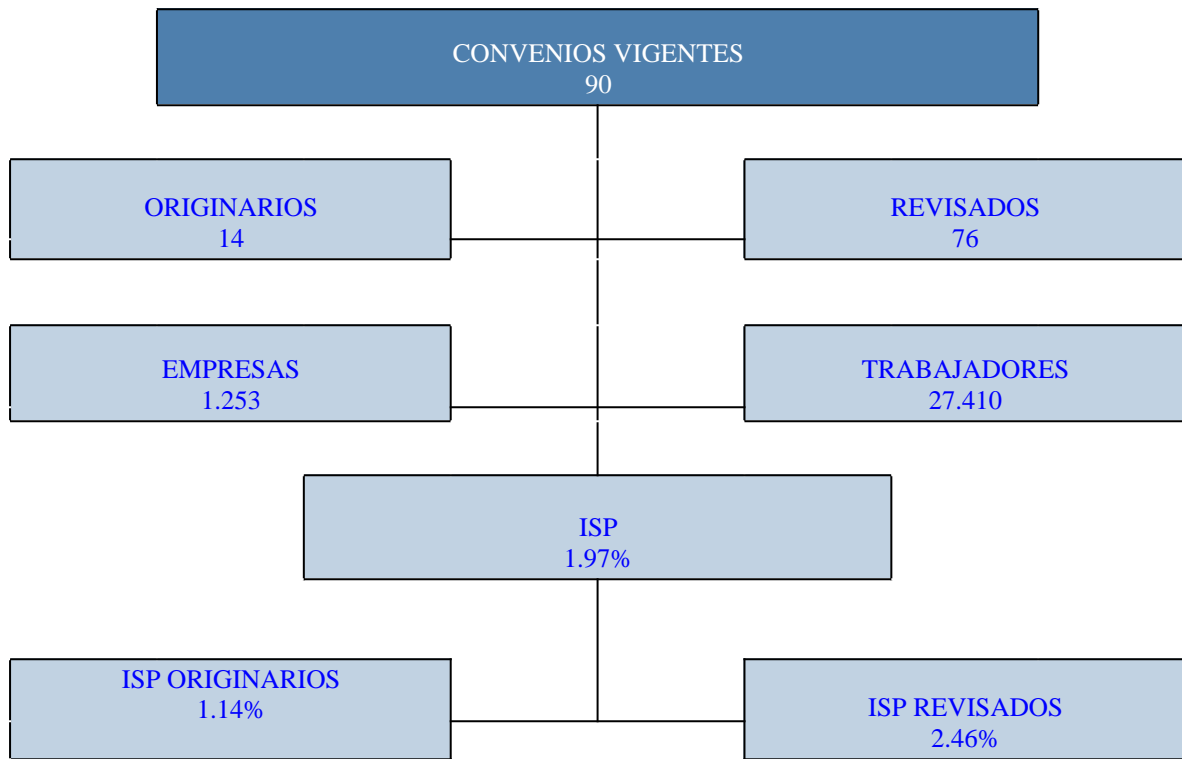 CONVENIOS VIGENTES
90
ORIGINARIOS
14
REVISADOS
76
EMPRESAS
1.253
TRABAJADORES
27.410
ISP
1.97%
ISP ORIGINARIOS
1.14%
ISP REVISADOS
2.46%